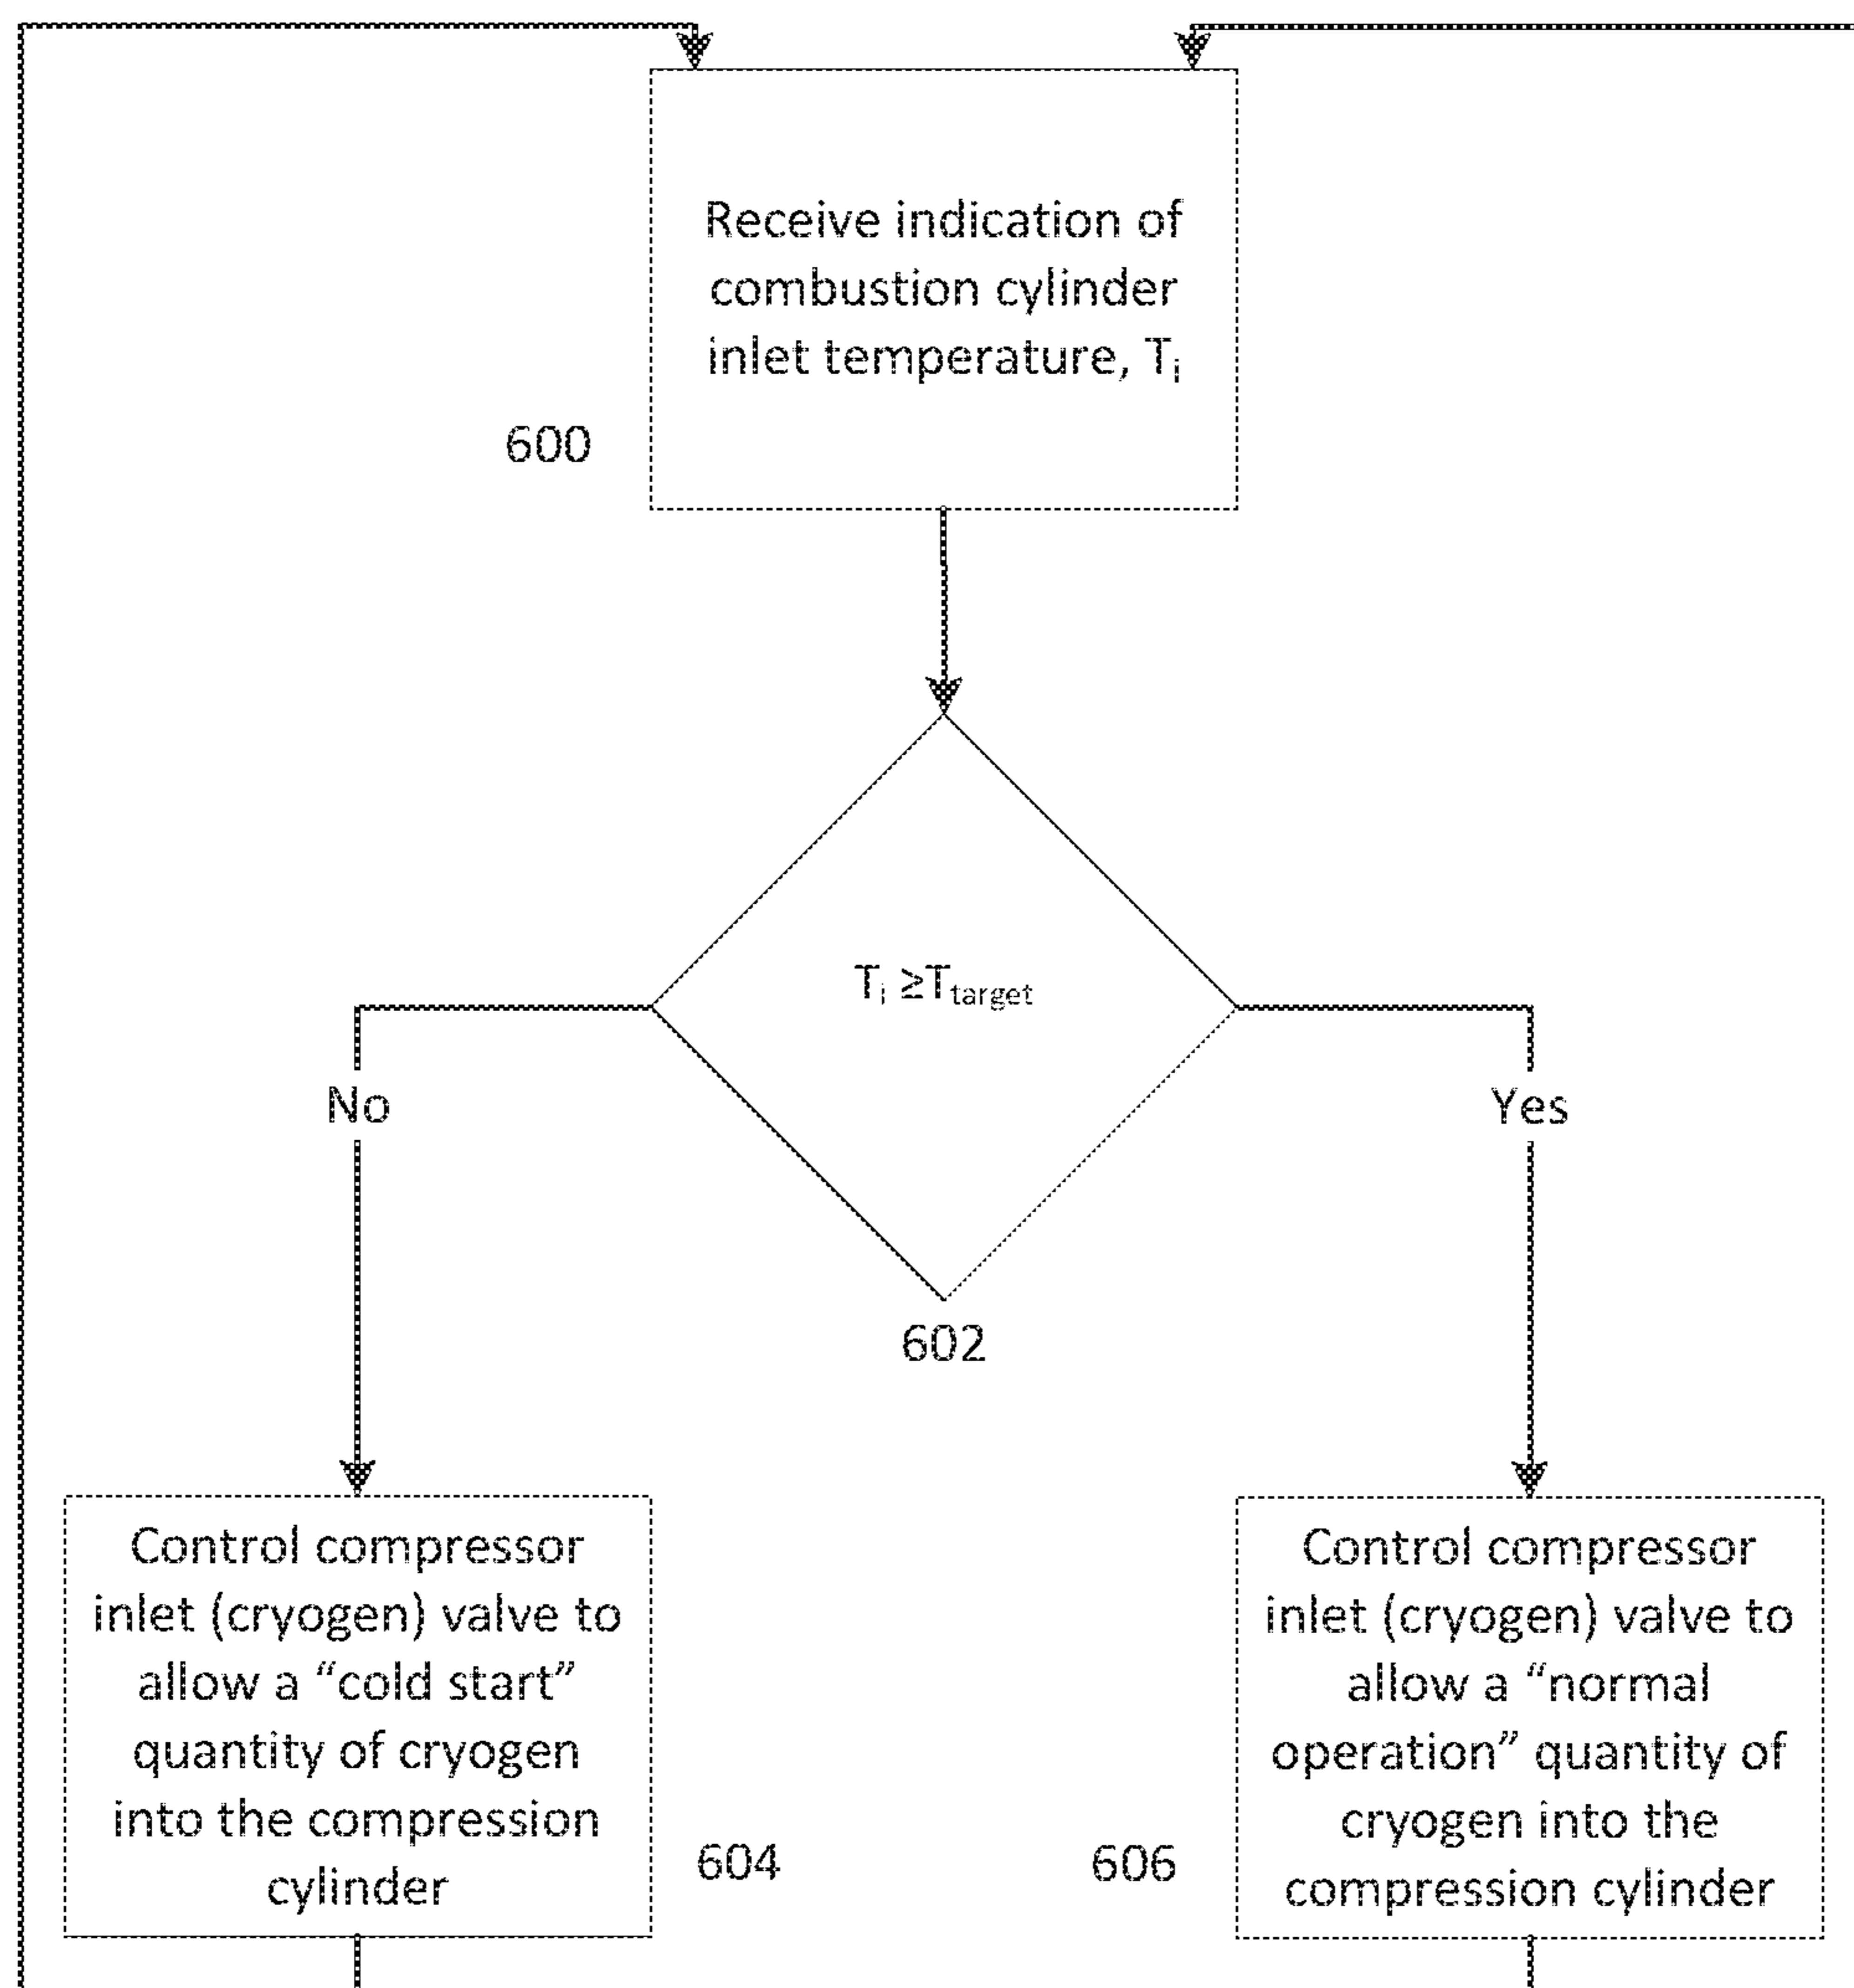 Receive indication of
combustion cylinder
inlet temperature, Tᵢ
600
Tᵢ ≥T_target
No
Yes
602
Control compressor
inlet (cryogen) valve to
allow a “cold start”
quantity of cryogen
into the compression
cylinder
604
606
Control compressor
inlet (cryogen) valve to
allow a “normal
operation” quantity of
cryogen into the
compression cylinder